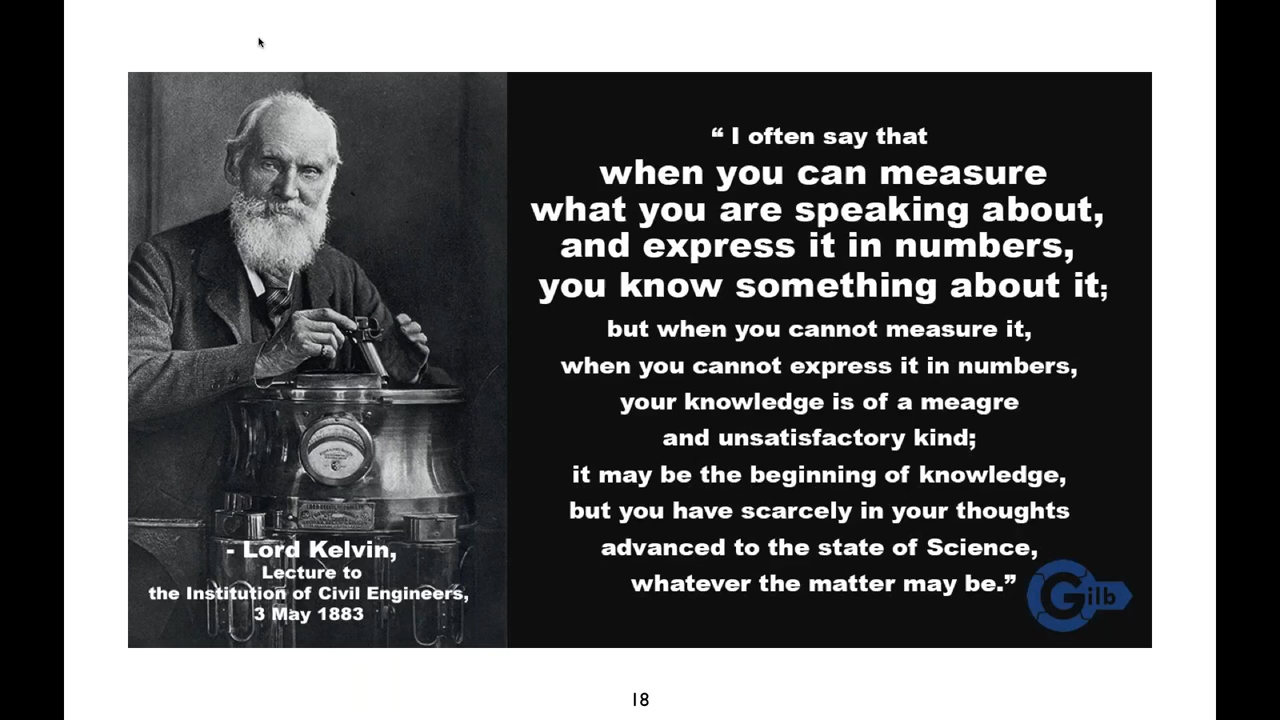 “ I often say that
when you can measure
what you are speaking about,
and express it in numbers,
you know something about it;
but when you cannot measure it,
when you cannot express it in numbers,
your knowledge is of a meagre
and unsatisfactory kind;
it may be the beginning of knowledge,
but you have scarcely in your thoughts
advanced to the state of Science,
whatever the matter may be.”
- Lord Kelvin,
Lecture to
the Institution of Civil Engineers,
3 May 1883
Gilb
18